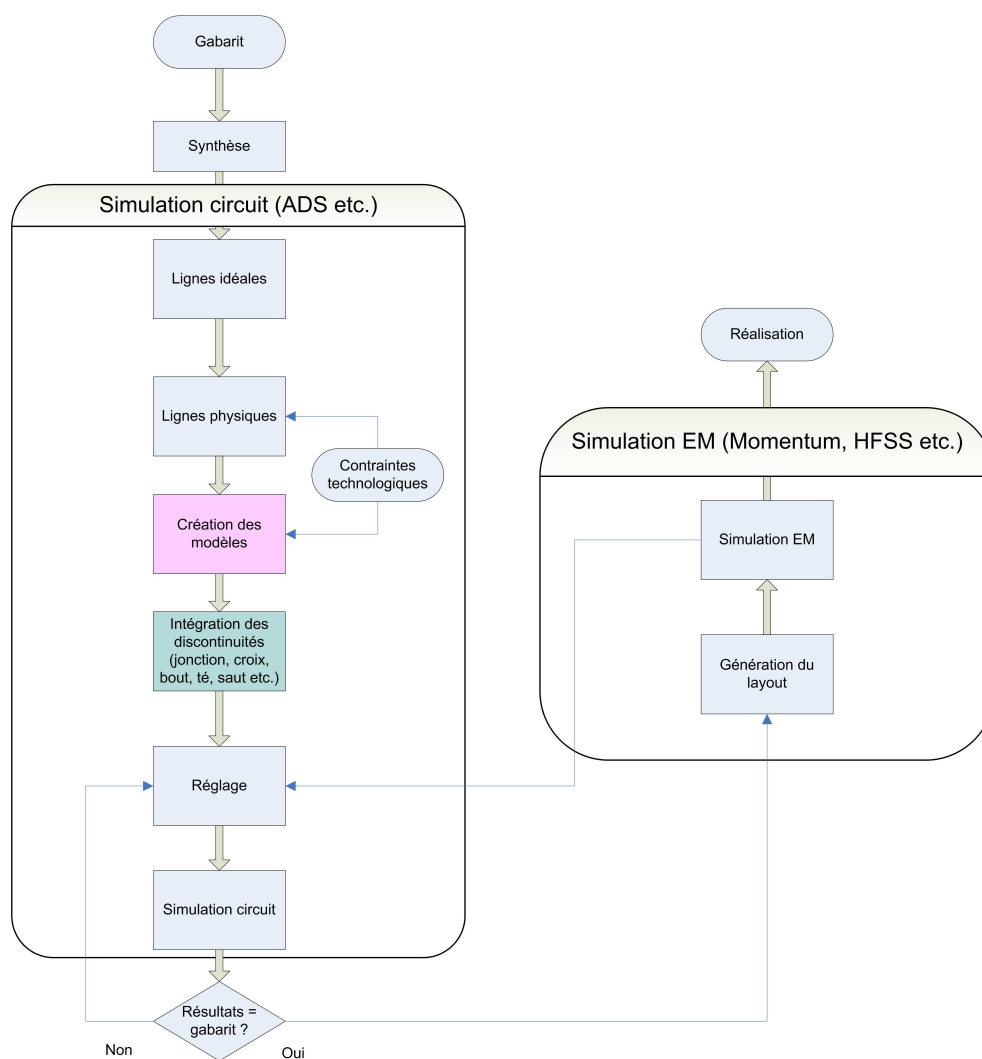 Gabarit
Synthèse
Simulation circuit (ADS etc.)
Lignes idéales
Lignes physiques
Contraintes
technologiques
Création des
modèles
Intégration des
discontinuités
(jonction, croix,
bout, té, saut etc.)
Réglage
Simulation circuit
Résultats =
gabarit ?
Non
Oui
Réalisation
Simulation EM (Momentum, HFSS etc.)
Simulation EM
Génération du
layout